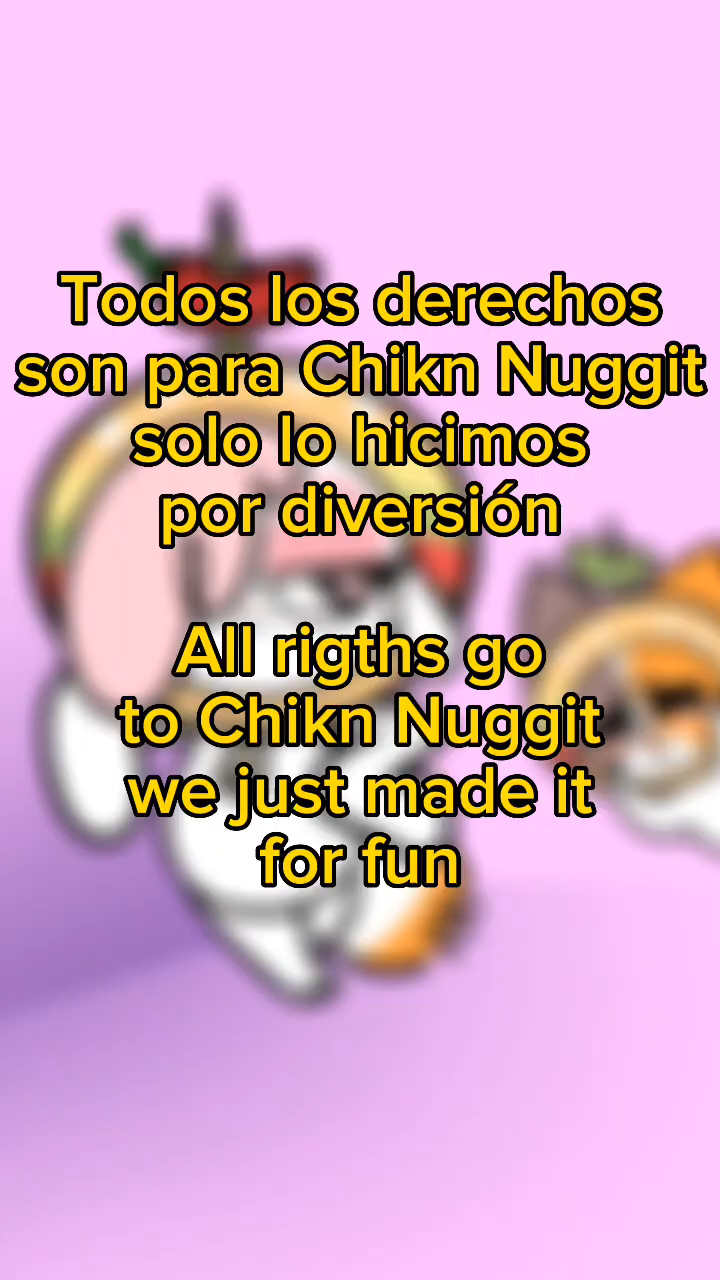 Todos los derechos
son para Chikn Nuggit
solo lo hicimos
por diversión
All rigths go
to Chikn Nuggit
we just made it
for fun